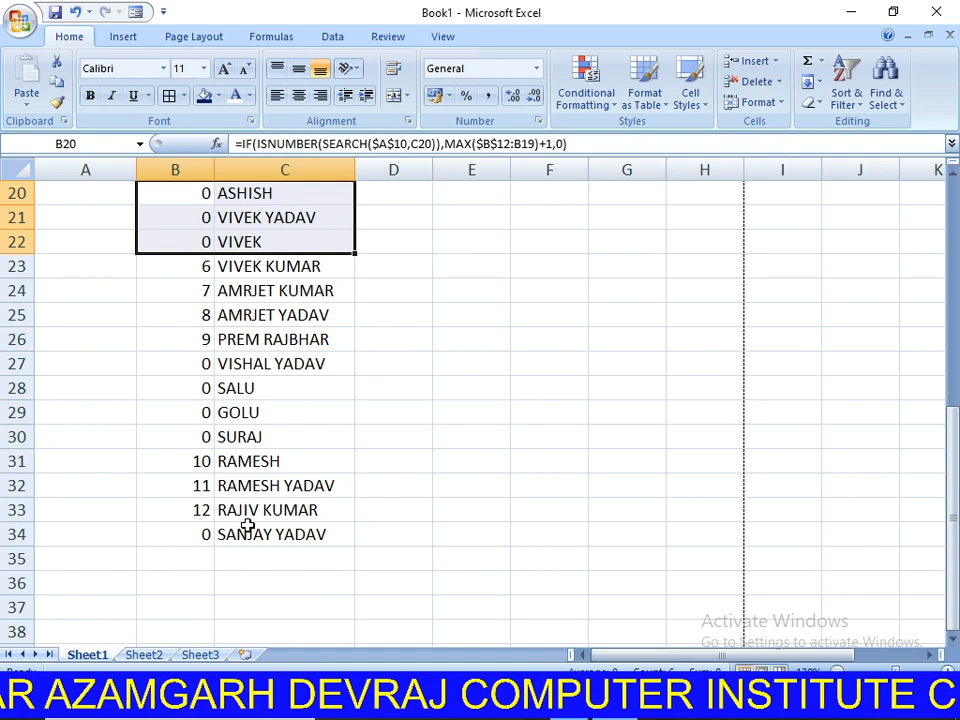 Book1 - Microsoft Excel
Home Insert Page Layout Formulas Data Review View
Paste
Calibri 11
B I U
General
Conditional Formatting Format as Table Cell Styles
Insert
Delete
Format
Sort & Filter Find & Select
Clipboard Font Alignment Number Styles Cells Editing
B20 fx =IF(ISNUMBER(SEARCH($A$10,C20)),MAX($B$12:B19)+1,0)
A B C D E F G H I J K
20 0 ASHISH
21 0 VIVEK YADAV
22 0 VIVEK
23 6 VIVEK KUMAR
24 7 AMRJET KUMAR
25 8 AMRJET YADAV
26 9 PREM RAJBHAR
27 0 VISHAL YADAV
28 0 SALU
29 0 GOLU
30 0 SURAJ
31 10 RAMESH
32 11 RAMESH YADAV
33 12 RAJIV KUMAR
34 0 SANJAY YADAV
35
36
37
38
Activate Windows
Go to Settings to activate Windows.
Sheet1 Sheet2 Sheet3
AR AZAMGARH DEVRAJ COMPUTER INSTITUTE C